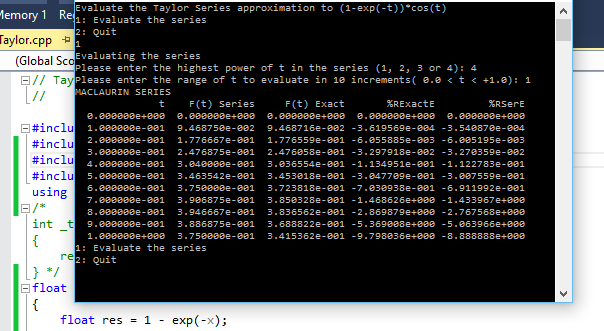 Evaluate the Taylor Series approximation to (1-exp(-t))*cos(t)
1: Evaluate the series
2: Quit
1
Evaluating the series
Please enter the highest power of t in the series (1, 2, 3 or 4): 4
Please enter the range of t to evaluate in 10 increments( 0.0 < t < +1.0): 1
MACLAURIN SERIES
t F(t) Series F(t) Exact %RExactE %RSerE
0.000000e+000 0.000000e+000 0.000000e+000 0.000000e+000 0.000000e+000
1.000000e-001 9.468750e-002 9.468716e-002 -3.619569e-004 -3.540870e-004
2.000000e-001 1.776667e-001 1.776559e-001 -6.055885e-003 -6.005195e-003
3.000000e-001 2.476875e-001 2.476058e-001 -3.297918e-002 -3.270359e-002
4.000000e-001 3.040000e-001 3.036554e-001 -1.134951e-001 -1.122783e-001
5.000000e-001 3.463542e-001 3.453018e-001 -3.047709e-001 -3.007559e-001
6.000000e-001 3.750000e-001 3.723818e-001 -7.030938e-001 -6.911992e-001
7.000000e-001 3.906875e-001 3.850328e-001 -1.468626e+000 -1.433967e+000
8.000000e-001 3.946667e-001 3.836562e-001 -2.869879e+000 -2.767568e+000
9.000000e-001 3.886875e-001 3.688822e-001 -5.369008e+000 -5.063966e+000
1.000000e+000 3.750000e-001 3.415362e-001 -9.798036e+000 -8.888888e+000
1: Evaluate the series
2: Quit
Memory 1 Re
Taylor.cpp
(Global Sco
// Tay
//
#inclu
#inclu
#inclu
#inclu
using
/*
int _t
{
re
} */
float
{
float res = 1 - exp(-x);